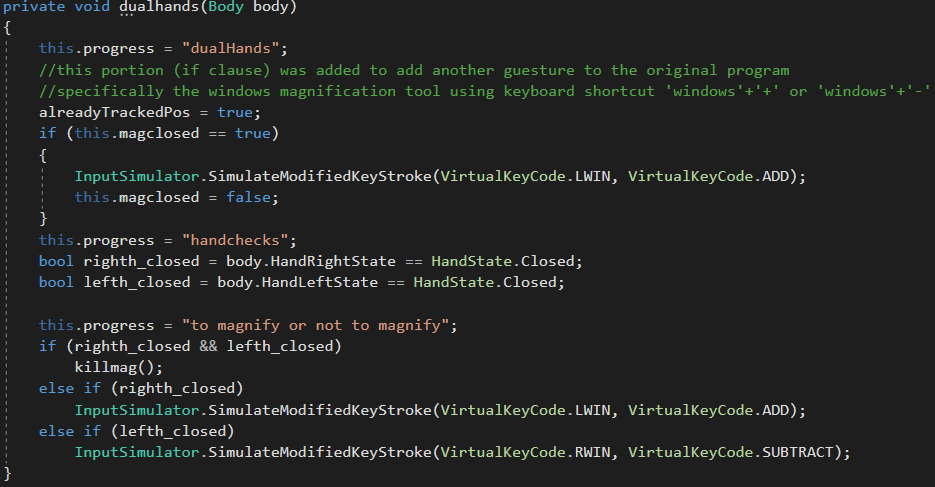 private void dualhands(Body body)
{
this.progress = "dualHands";
//this portion (if clause) was added to add another guesture to the original program
//specifically the windows magnification tool using keyboard shortcut 'windows'+'+' or 'windows'+'-'
alreadyTrackedPos = true;
if (this.magclosed == true)
{
InputSimulator.SimulateModifiedKeyStroke(VirtualKeyCode.LWIN, VirtualKeyCode.ADD);
this.magclosed = false;
}
this.progress = "handchecks";
bool righth_closed = body.HandRightState == HandState.Closed;
bool lefth_closed = body.HandLeftState == HandState.Closed;
this.progress = "to magnify or not to magnify";
if (righth_closed && lefth_closed)
killmag();
else if (righth_closed)
InputSimulator.SimulateModifiedKeyStroke(VirtualKeyCode.LWIN, VirtualKeyCode.ADD);
else if (lefth_closed)
InputSimulator.SimulateModifiedKeyStroke(VirtualKeyCode.RWIN, VirtualKeyCode.SUBTRACT);
}